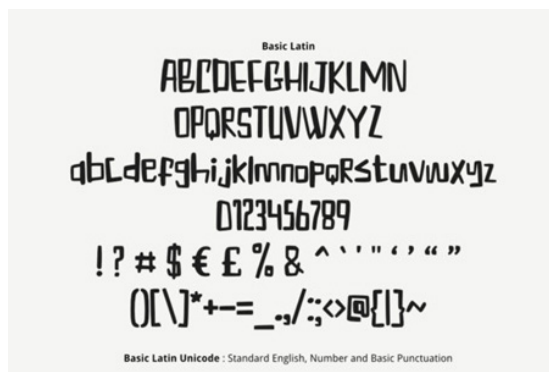 Basic Latin
ABCDEFGHIJKLMN
OPQRSTUVWXYZ
abcdefghijklmnopqrstuvwxyz
0123456789
!?#$€£%&^`'"‘’“”
()[\]*+-=_.,/:;<>@{|}~
Basic Latin Unicode : Standard English, Number and Basic Punctuation